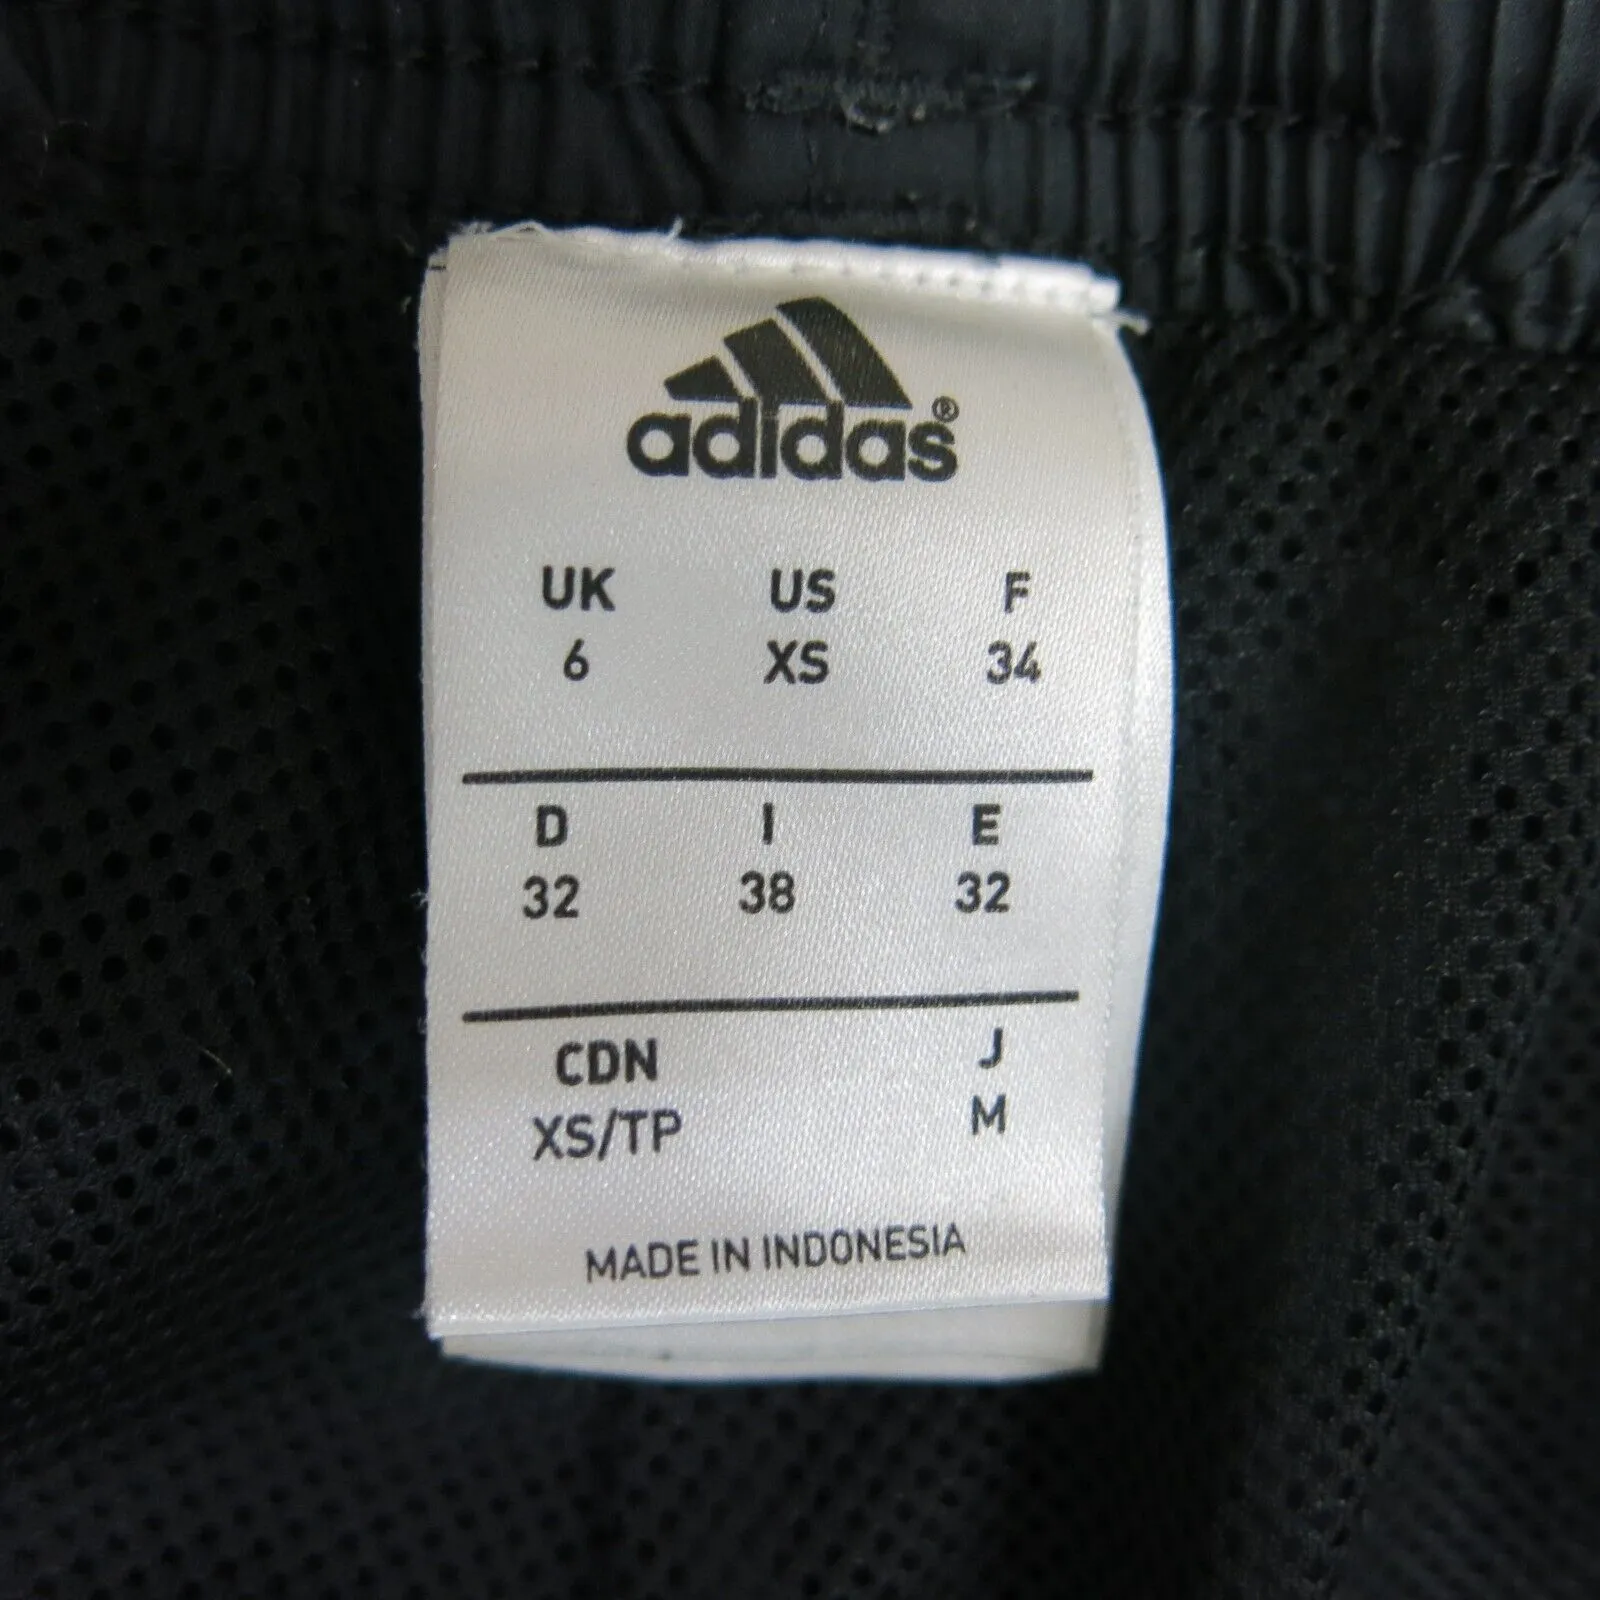 adidas®
UK US F
6 XS 34
D I E
32 38 32
CDN J
XS/TP M
MADE IN INDONESIA